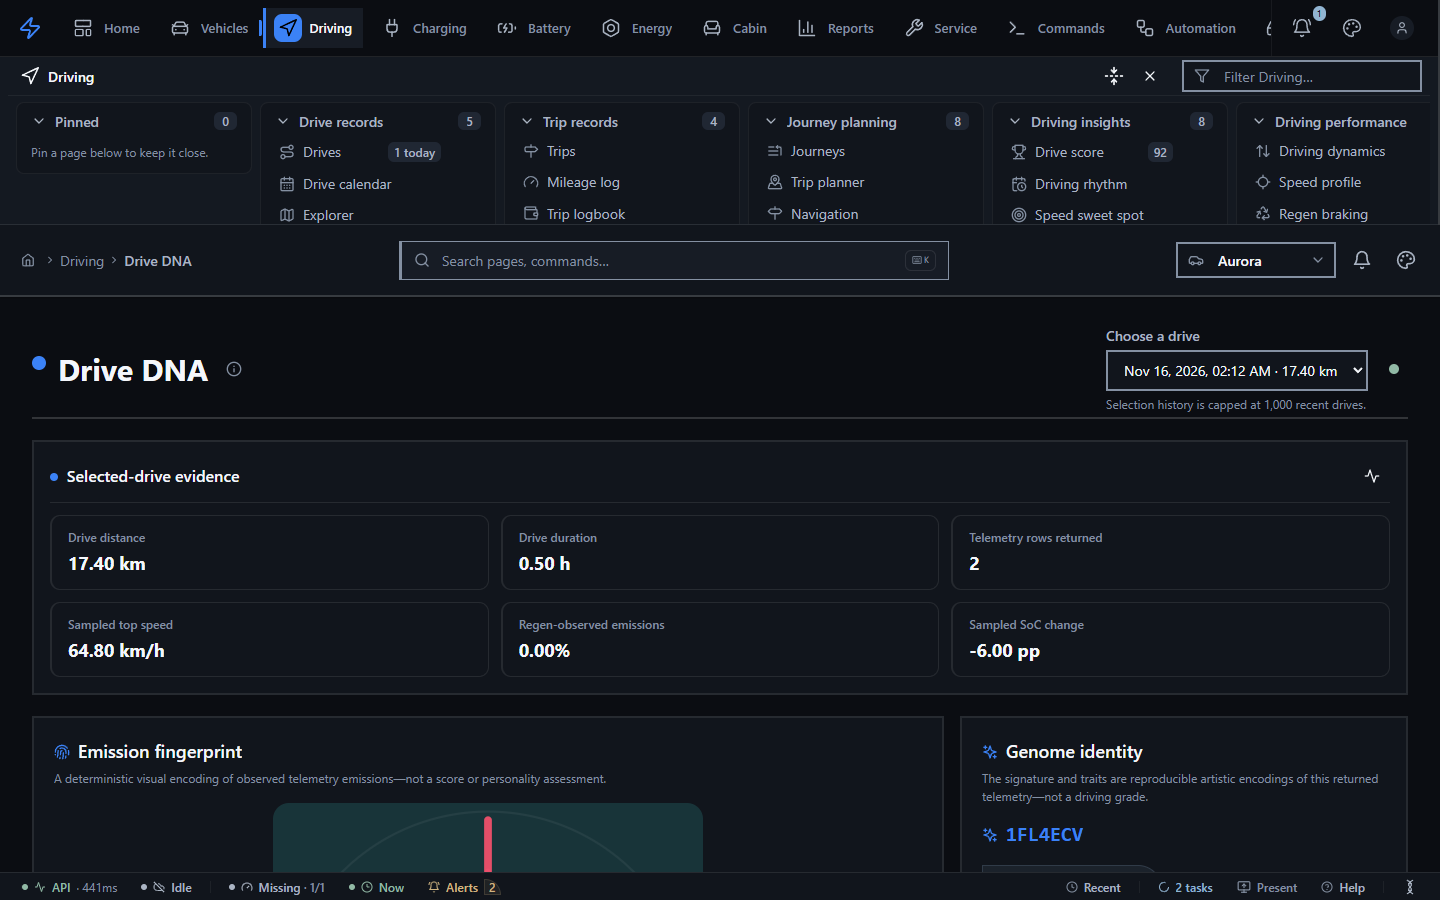 Home
Vehicles
Driving
Charging
Battery
Energy
Cabin
Reports
Service
Commands
Automation
1
Driving
Filter Driving...
Pinned 0
Pin a page below to keep it close.
Drive records 5
Drives 1 today
Drive calendar
Explorer
Trip records 4
Trips
Mileage log
Trip logbook
Journey planning 8
Journeys
Trip planner
Navigation
Driving insights 8
Drive score 92
Driving rhythm
Speed sweet spot
Driving performance
Driving dynamics
Speed profile
Regen braking
Driving
Drive DNA
Search pages, commands...
K
Aurora
Drive DNA
Choose a drive
Nov 16, 2026, 02:12 AM · 17.40 km
Selection history is capped at 1,000 recent drives.
Selected-drive evidence
Drive distance
17.40 km
Drive duration
0.50 h
Telemetry rows returned
2
Sampled top speed
64.80 km/h
Regen-observed emissions
0.00%
Sampled SoC change
-6.00 pp
Emission fingerprint
A deterministic visual encoding of observed telemetry emissions—not a score or personality assessment.
Genome identity
The signature and traits are reproducible artistic encodings of this returned
telemetry—not a driving grade.
1FL4ECV
API · 441ms
Idle
Missing · 1/1
Now
Alerts 2
Recent
2 tasks
Present
Help